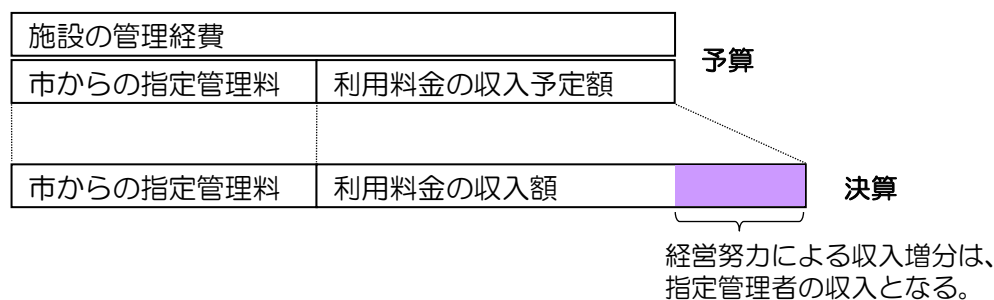 施設の管理経費
予算
市からの指定管理料
利用料金の収入予定額
市からの指定管理料
利用料金の収入額
決算
経営努力による収入増分は、
指定管理者の収入となる。